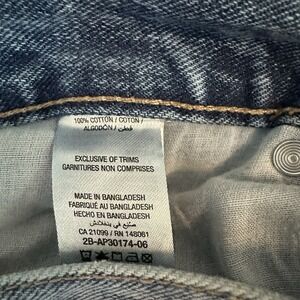 100% COTTON / COTON /
ALGODÓN / قطن
EXCLUSIVE OF TRIMS
GARNITURES NON COMPRISES
MADE IN BANGLADESH
FABRIQUÉ AU BANGLADESH
HECHO EN BANGLADESH
صنع في بنغلادش
CA 21099 / RN 148061
2B-AP30174-06